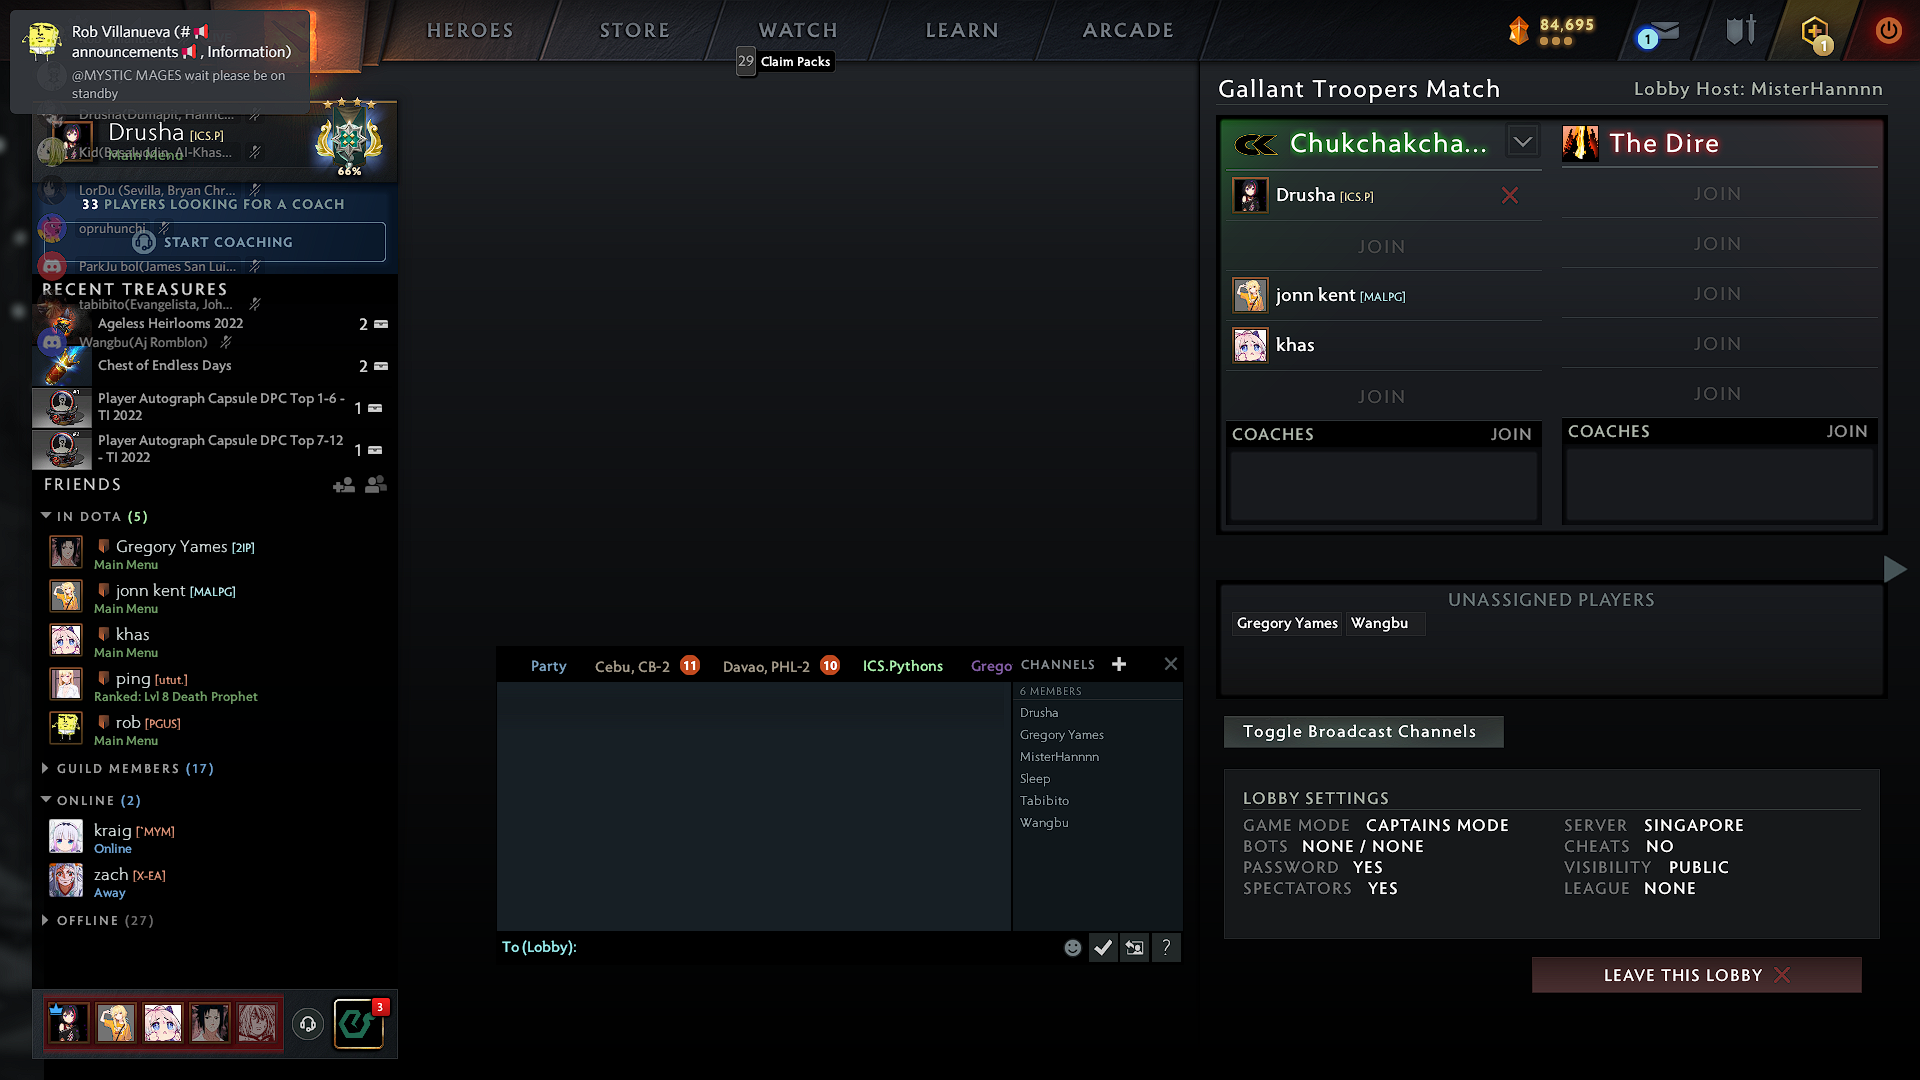 Rob Villanueva (#📢
announcements📢, Information)
@MYSTIC MAGES wait please be on
standby
HEROES
STORE
WATCH
LEARN
ARCADE
29
Claim Packs
84,695
1
1
Drusha(Dumapit, Hanric...
Drusha [ICS.P]
Main Menu
Kid(Basaluddin, Al-Khas...
66%
LorDu (Sevilla, Bryan Chr...
33 PLAYERS LOOKING FOR A COACH
opruhunchi
START COACHING
ParkJu bol(James San Lui...
RECENT TREASURES
tabibito(Evangelista, Joh...
Ageless Heirlooms 2022
2
Wangbu(Aj Romblon)
Chest of Endless Days
2
#1
Player Autograph Capsule DPC Top 1-6 -
TI 2022
1
#2
Player Autograph Capsule DPC Top 7-12
- TI 2022
1
FRIENDS
IN DOTA (5)
Gregory Yames [2IP]
Main Menu
jonn kent [MALPG]
Main Menu
khas
Main Menu
ping [utut.]
Ranked: Lvl 8 Death Prophet
rob [PGUS]
Main Menu
GUILD MEMBERS (17)
ONLINE (2)
kraig [`MYM]
Online
zach [X-EA]
Away
OFFLINE (27)
3
Party
Cebu, CB-2 11
Davao, PHL-2 10
ICS.Pythons
Grego
CHANNELS
6 MEMBERS
Drusha
Gregory Yames
MisterHannnn
Sleep
Tabibito
Wangbu
To (Lobby):
?
Gallant Troopers Match
Lobby Host: MisterHannnn
Chukchakcha...
The Dire
Drusha [ICS.P]
JOIN
JOIN
JOIN
jonn kent [MALPG]
JOIN
khas
JOIN
JOIN
JOIN
COACHES JOIN
COACHES JOIN
UNASSIGNED PLAYERS
Gregory Yames
Wangbu
Toggle Broadcast Channels
LOBBY SETTINGS
GAME MODE CAPTAINS MODE
SERVER SINGAPORE
BOTS NONE / NONE
CHEATS NO
PASSWORD YES
VISIBILITY PUBLIC
SPECTATORS YES
LEAGUE NONE
LEAVE THIS LOBBY